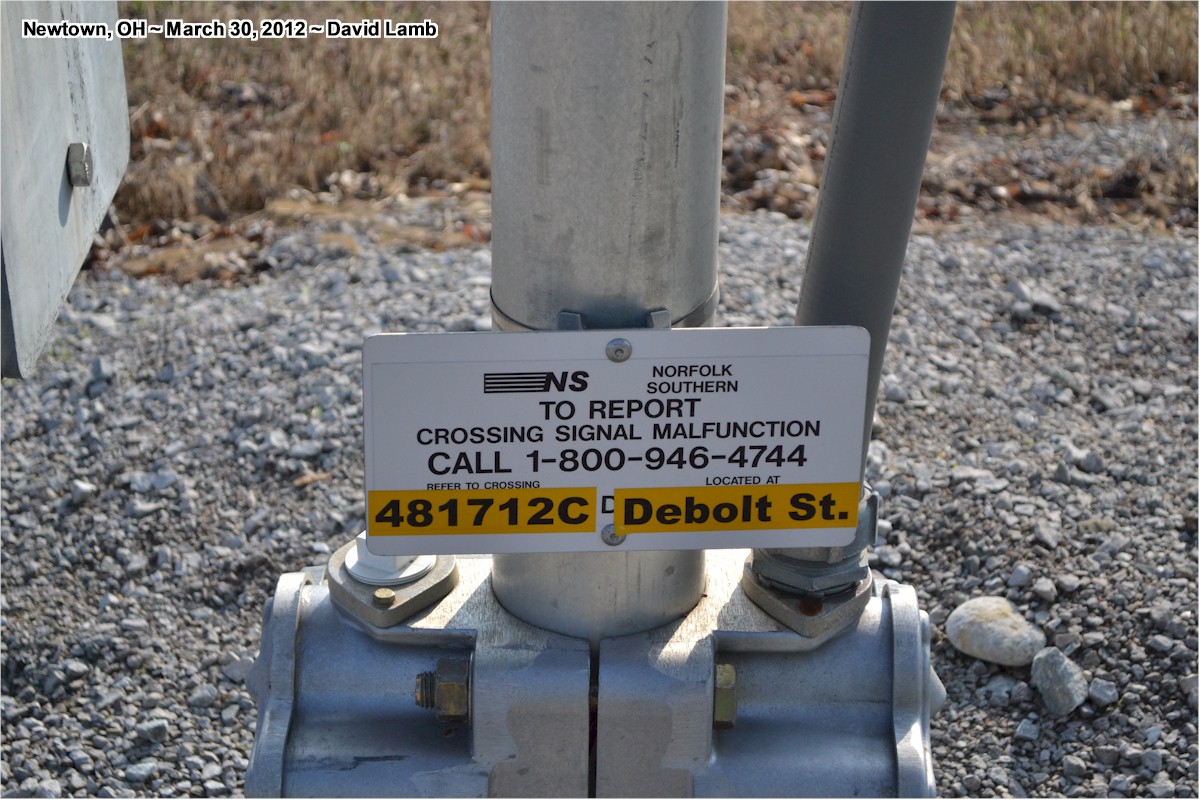 Newtown, OH ~ March 30, 2012 ~ David Lamb
NS NORFOLK
SOUTHERN
TO REPORT
CROSSING SIGNAL MALFUNCTION
CALL 1-800-946-4744
REFER TO CROSSING LOCATED AT
481712C D Debolt St.